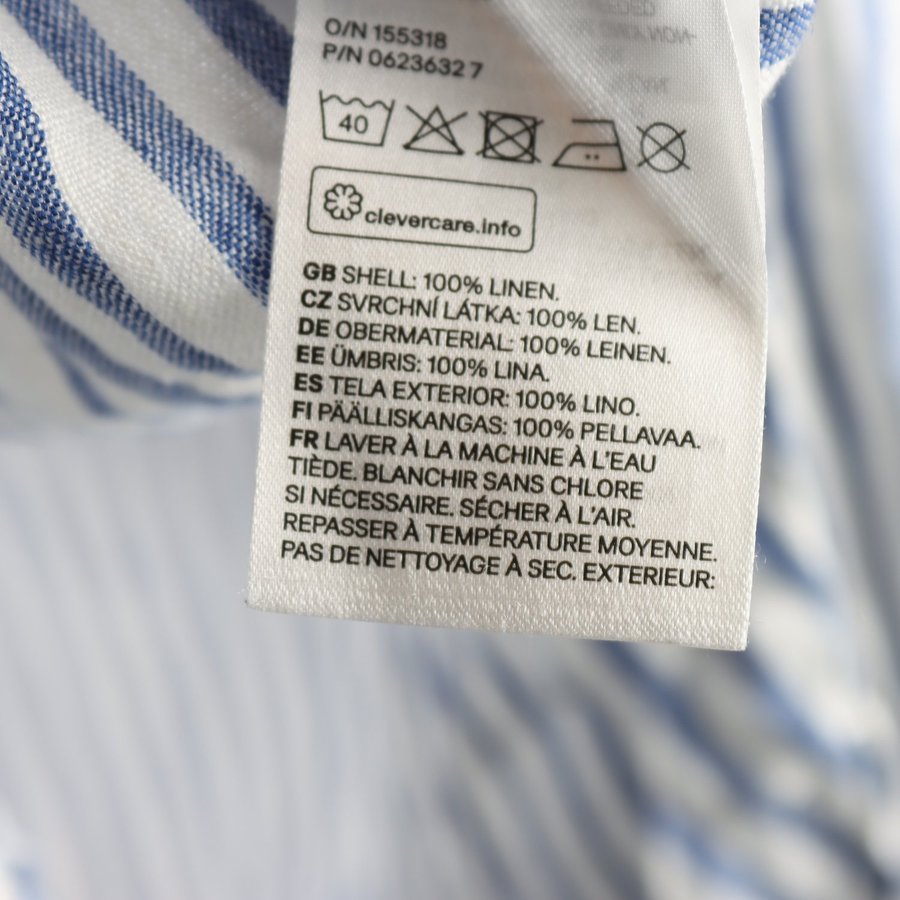 O/N 155318
P/N 0623632 7
40
clevercare.info
GB SHELL: 100% LINEN.
CZ SVRCHNÍ LÁTKA: 100% LEN.
DE OBERMATERIAL: 100% LEINEN.
EE ÜMBRIS: 100% LINA.
ES TELA EXTERIOR: 100% LINO.
FI PÄÄLLISKANGAS: 100% PELLAVAA.
FR LAVER À LA MACHINE À L'EAU
TIÈDE. BLANCHIR SANS CHLORE
SI NÉCESSAIRE. SÉCHER À L'AIR.
REPASSER À TEMPÉRATURE MOYENNE.
PAS DE NETTOYAGE À SEC. EXTERIEUR: